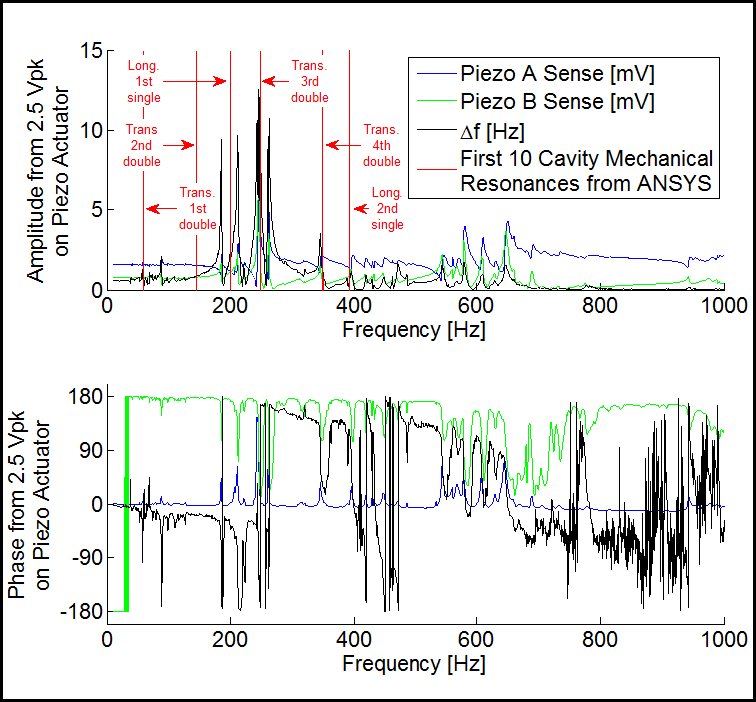 Amplitude from 2.5 Vpk
on Piezo Actuator
15
10
5
0
Long.
1st
single
Trans.
2nd
double
Trans.
1st
double
Trans.
3rd
double
Trans.
4th
double
Long.
2nd
single
Piezo A Sense [mV]
Piezo B Sense [mV]
Δf [Hz]
First 10 Cavity Mechanical
Resonances from ANSYS
0 200 400 600 800 1000
Frequency [Hz]
Phase from 2.5 Vpk
on Piezo Actuator
180
90
0
-90
-180
0 200 400 600 800 1000
Frequency [Hz]